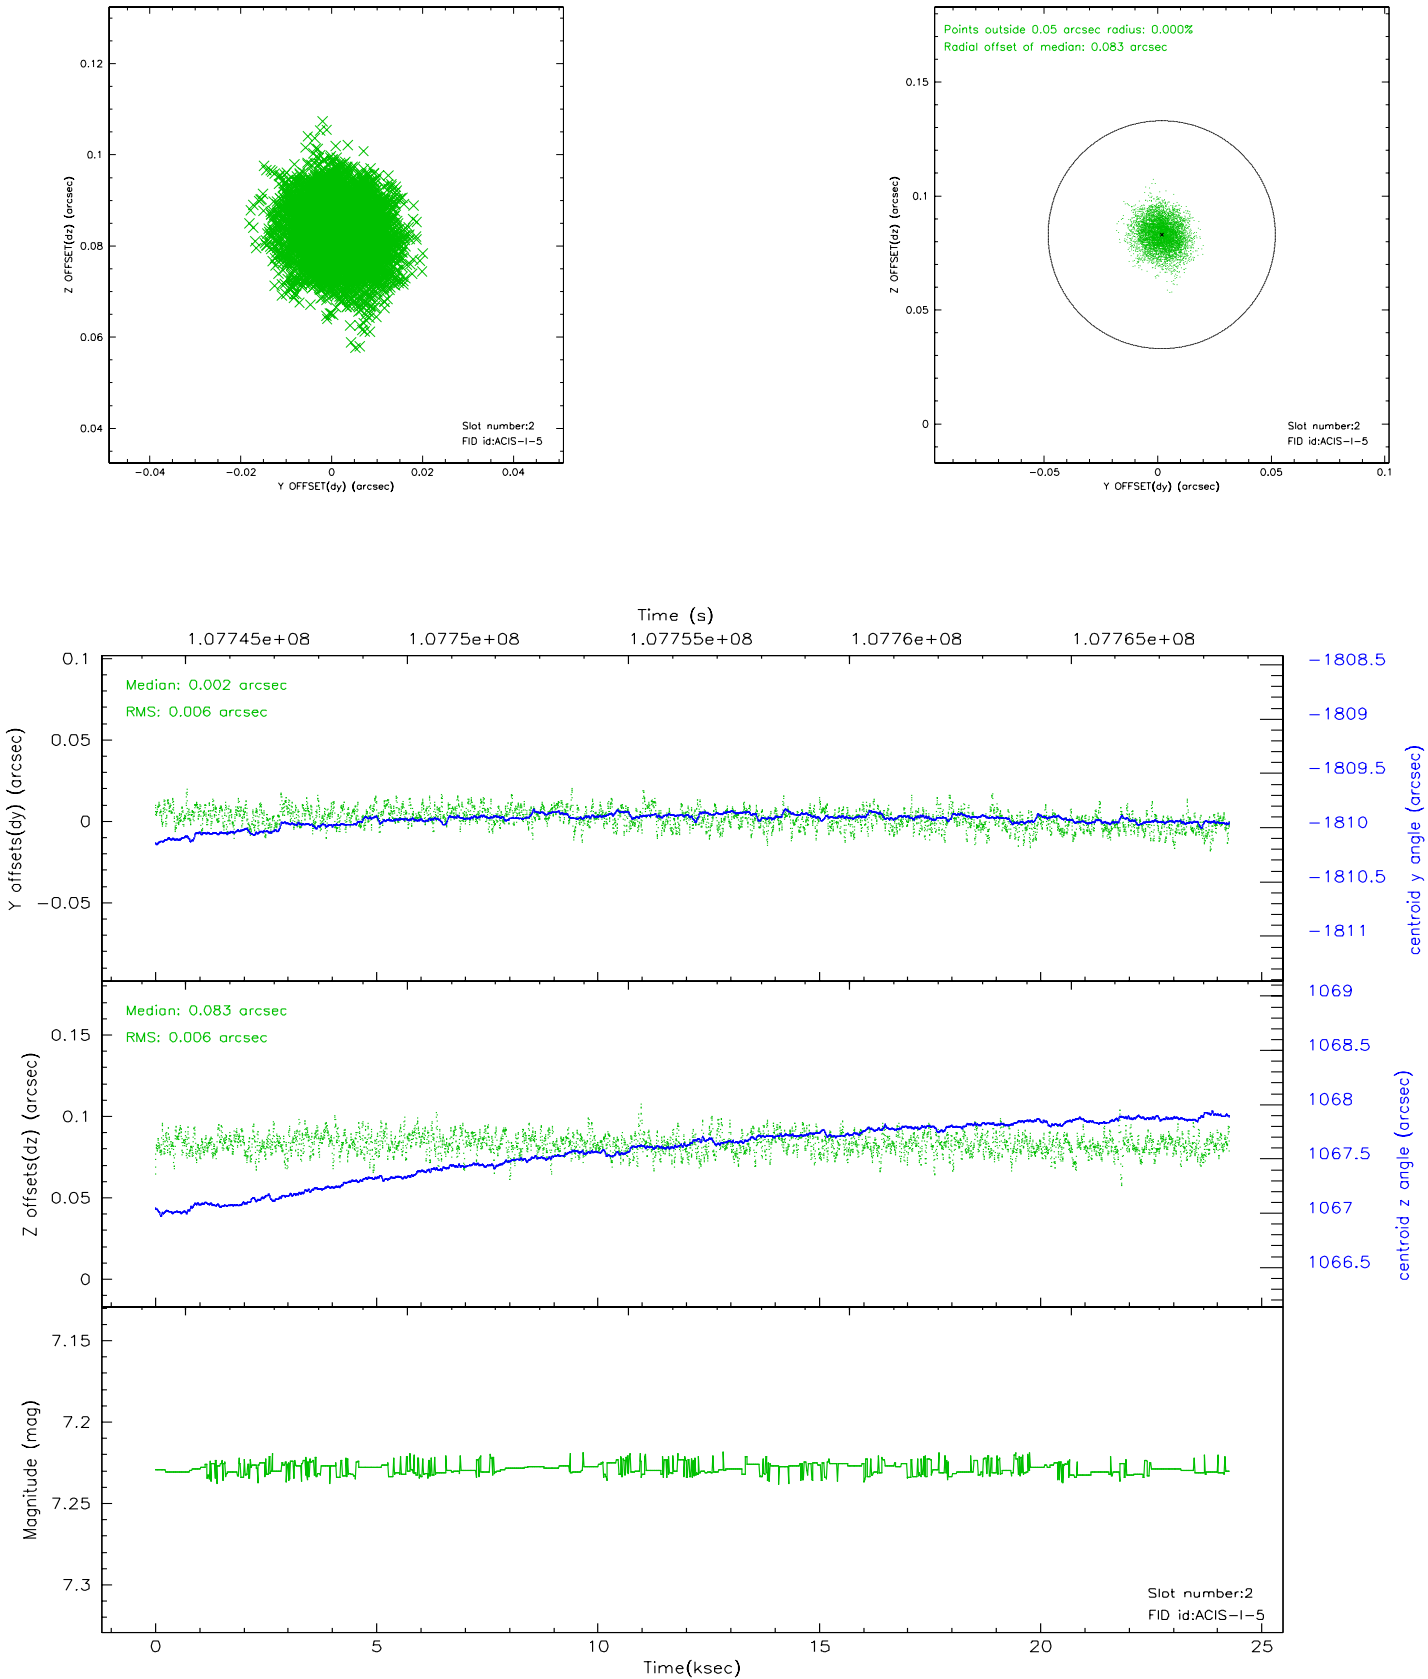 0.12
0.1
0.08
0.06
0.04
Z OFFSET(dz) (arcsec)
−0.04 −0.02 0 0.02 0.04
Y OFFSET(dy) (arcsec)
Slot number:2
FID id:ACIS−I−5
Points outside 0.05 arcsec radius: 0.000%
Radial offset of median: 0.083 arcsec
0.15
0.1
0.05
0
Z OFFSET(dz) (arcsec)
−0.05 0 0.05 0.1
Y OFFSET(dy) (arcsec)
Slot number:2
FID id:ACIS−I−5
Time (s)
1.07745e+08 1.0775e+08 1.07755e+08 1.0776e+08 1.07765e+08
Median: 0.002 arcsec
RMS: 0.006 arcsec
0.1
0.05
0
−0.05
Y offsets(dy) (arcsec)
−1808.5
−1809
−1809.5
−1810
−1810.5
−1811
centroid y angle (arcsec)
Median: 0.083 arcsec
RMS: 0.006 arcsec
0.15
0.1
0.05
0
Z offsets(dz) (arcsec)
1069
1068.5
1068
1067.5
1067
1066.5
centroid z angle (arcsec)
7.15
7.2
7.25
7.3
Magnitude (mag)
Slot number:2
FID id:ACIS−I−5
0 5 10 15 20 25
Time(ksec)